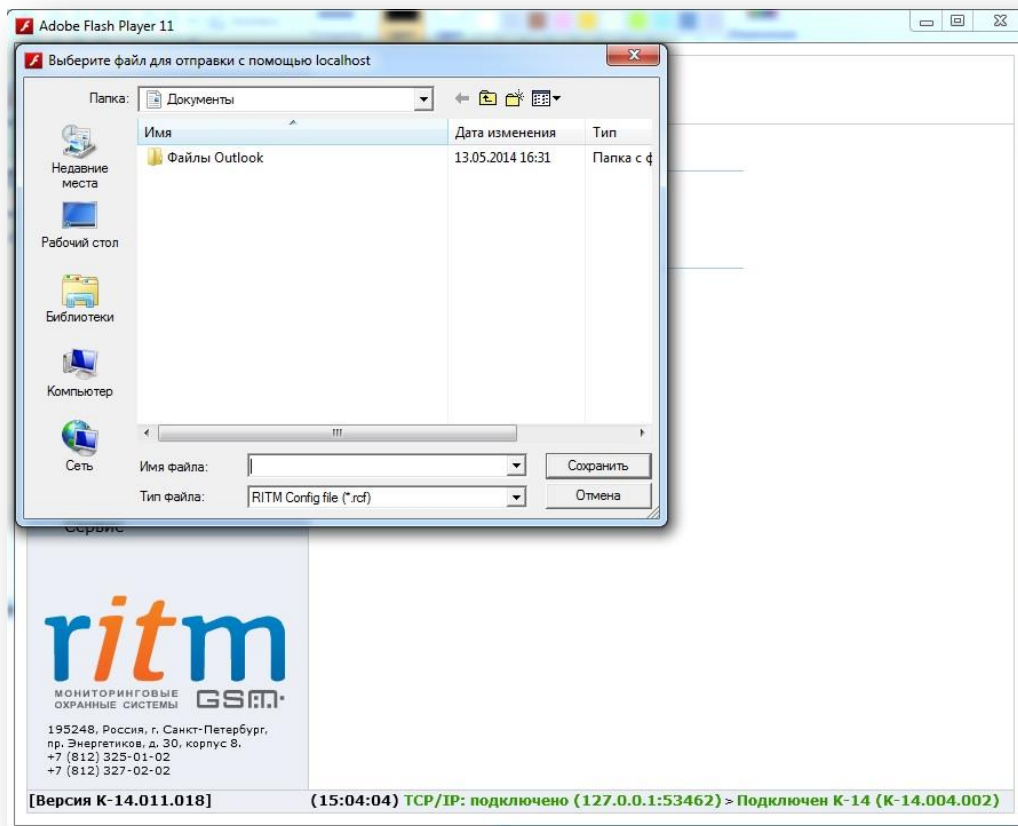 Adobe Flash Player 11
Выберите файл для отправки с помощью localhost
Папка: Документы
Имя Дата изменения Тип
Файлы Outlook 13.05.2014 16:31 Папка с ф
Недавние
места
Рабочий стол
Библиотеки
Компьютер
Сеть
Имя файла: Сохранить
Тип файла: RITM Config file (*.rcf) Отмена
Сервис
ritm
МОНИТОРИНГОВЫЕ
ОХРАННЫЕ СИСТЕМЫ GSM
195248, Россия, г. Санкт-Петербург,
пр. Энергетиков, д. 30, корпус 8.
+7 (812) 325-01-02
+7 (812) 327-02-02
[Версия K-14.011.018] (15:04:04) TCP/IP: подключено (127.0.0.1:53462) > Подключен K-14 (K-14.004.002)